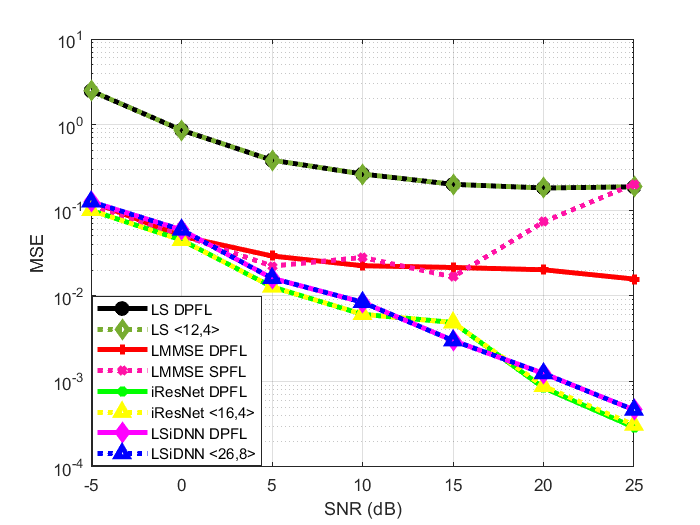 10^1
10^0
10^-1
10^-2
10^-3
10^-4
MSE
LS DPFL
LS <12,4>
LMMSE DPFL
LMMSE SPFL
iResNet DPFL
iResNet <16,4>
LSiDNN DPFL
LSiDNN <26,8>
-5 0 5 10 15 20 25
SNR (dB)